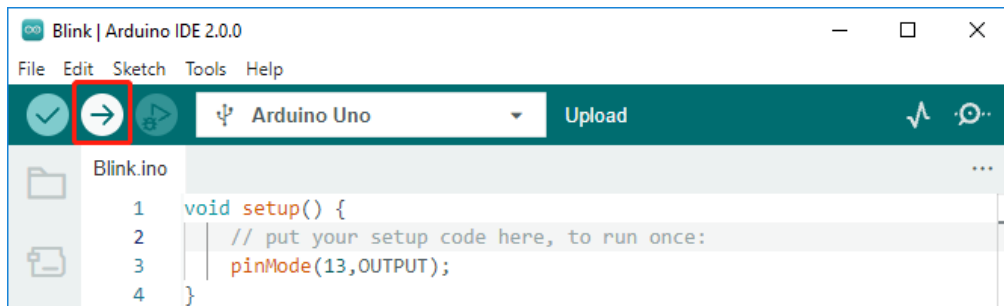 Blink | Arduino IDE 2.0.0
File Edit Sketch Tools Help
Arduino Uno Upload
Blink.ino ...
1 void setup() {
2 // put your setup code here, to run once:
3 pinMode(13,OUTPUT);
4 }